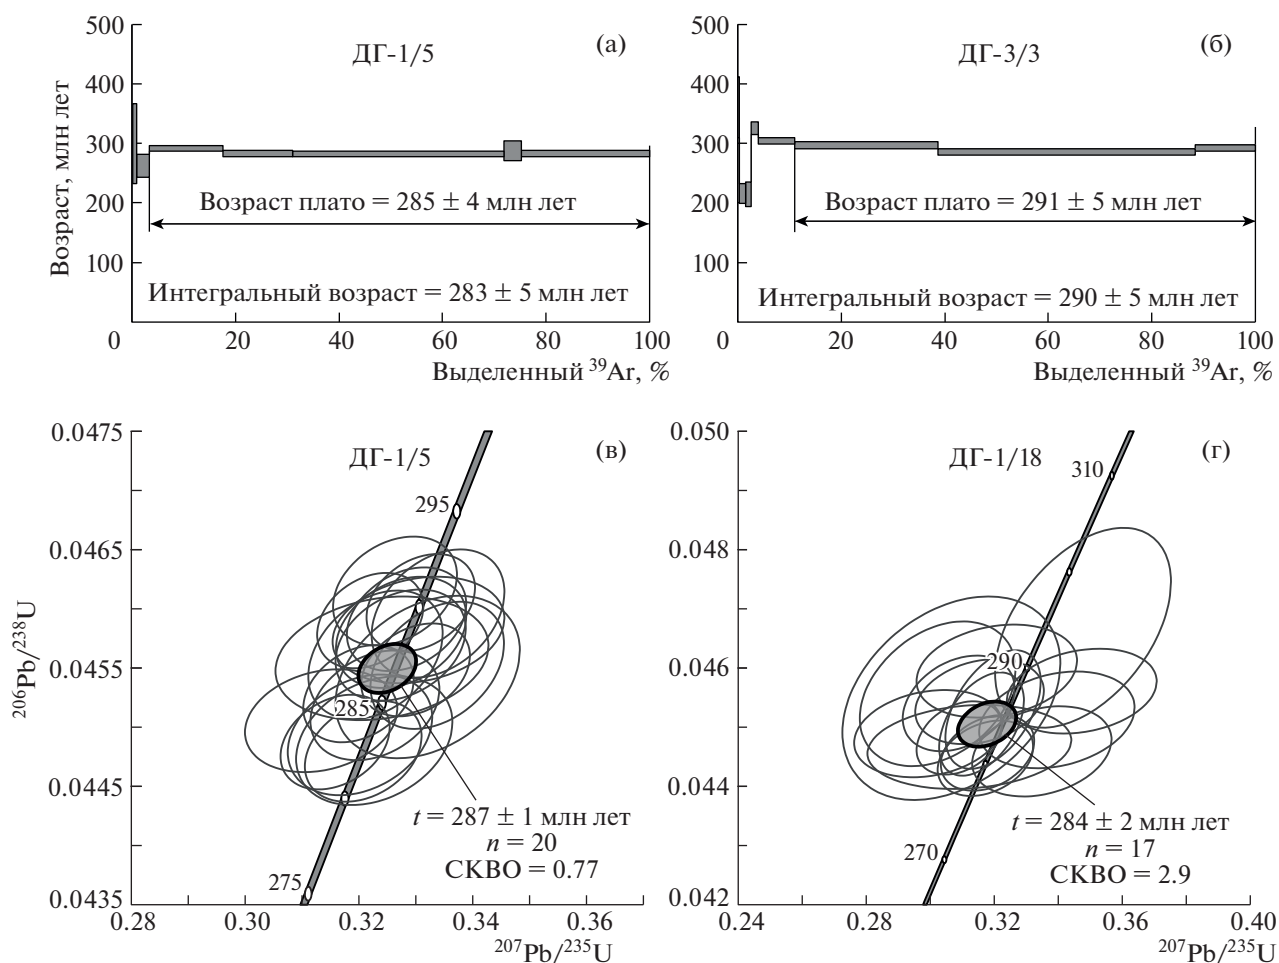 500
400
300
200
100
0
Возраст, млн лет
ДГ-1/5
(а)
Возраст плато = 285 ± 4 млн лет
Интегральный возраст = 283 ± 5 млн лет
20
40
60
80
100
Выделенный ³⁹Ar, %
500
400
300
200
100
0
ДГ-3/3
(б)
Возраст плато = 291 ± 5 млн лет
Интегральный возраст = 290 ± 5 млн лет
20
40
60
80
100
Выделенный ³⁹Ar, %
0.0475
0.0465
0.0455
0.0445
0.0435
²⁰⁶Pb/²³⁸U
ДГ-1/5
(в)
295
285
275
t = 287 ± 1 млн лет
n = 20
СКВО = 0.77
0.28
0.30
0.32
0.34
0.36
²⁰⁷Pb/²³⁵U
0.050
0.048
0.046
0.044
0.042
ДГ-1/18
(г)
310
290
270
t = 284 ± 2 млн лет
n = 17
СКВО = 2.9
0.24
0.28
0.32
0.36
0.40
²⁰⁷Pb/²³⁵U